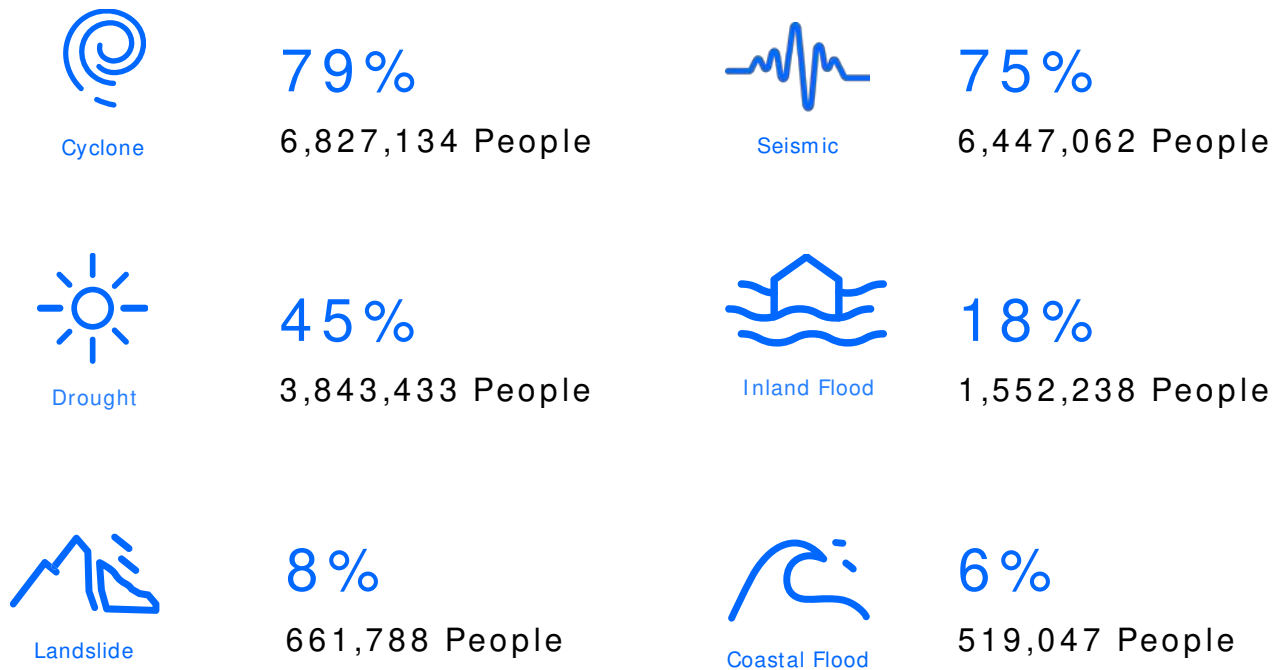 79%
6,827,134 People
Cyclone
75%
6,447,062 People
Seismic
45%
3,843,433 People
Drought
18%
1,552,238 People
Inland Flood
8%
661,788 People
Landslide
6%
519,047 People
Coastal Flood